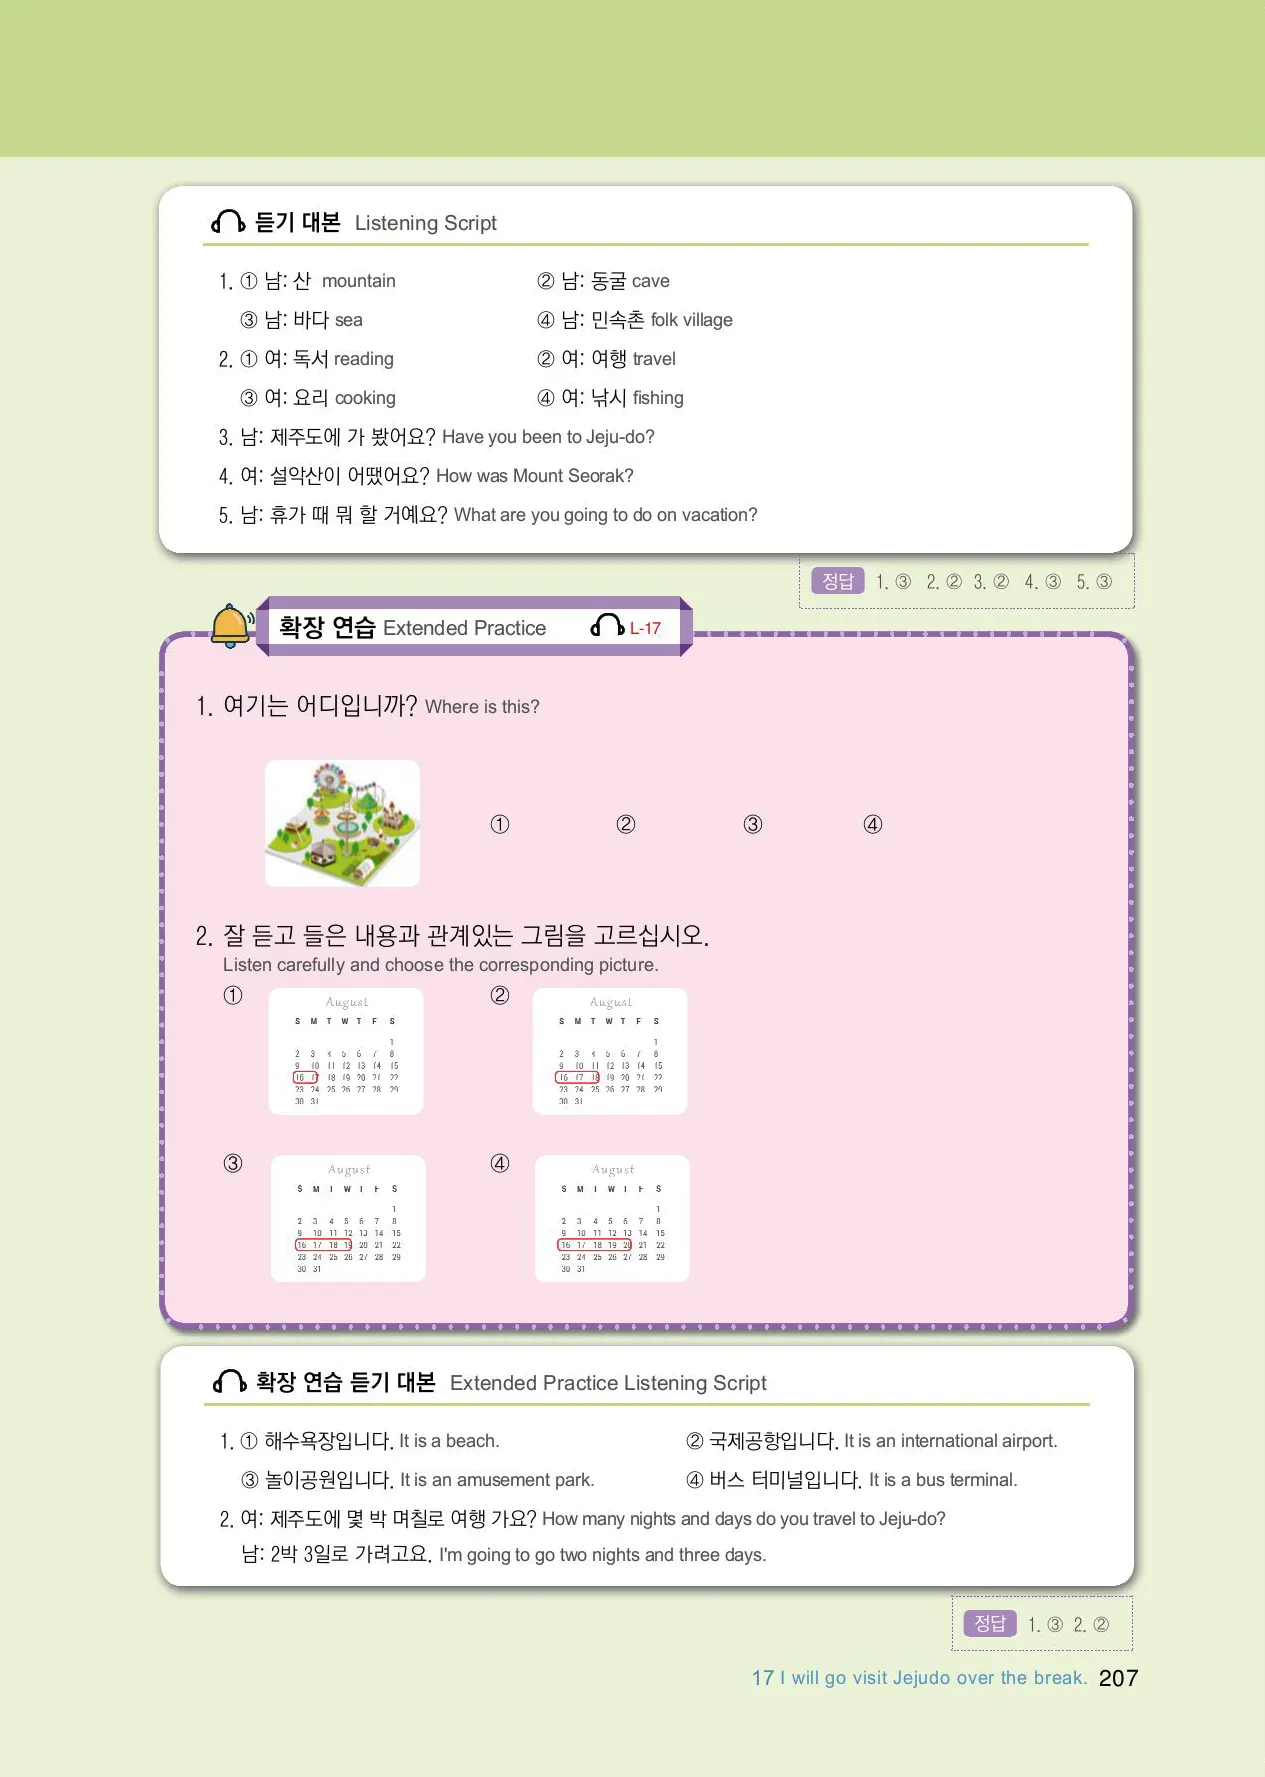 듣기 대본 Listening Script
1. ① 남: 산 mountain ② 남: 동굴 cave
③ 남: 바다 sea ④ 남: 민속촌 folk village
2. ① 여: 독서 reading ② 여: 여행 travel
③ 여: 요리 cooking ④ 여: 낚시 fishing
3. 남: 제주도에 가 봤어요? Have you been to Jeju-do?
4. 여: 설악산이 어땠어요? How was Mount Seorak?
5. 남: 휴가 때 뭐 할 거예요? What are you going to do on vacation?
정답 1. ③ 2. ② 3. ② 4. ③ 5. ③
확장 연습 Extended Practice L-17
1. 여기는 어디입니까? Where is this?
① ② ③ ④
2. 잘 듣고 들은 내용과 관계있는 그림을 고르십시오.
Listen carefully and choose the corresponding picture.
①
August
S M T W T F S
1
2 3 4 5 6 7 8
9 10 11 12 13 14 15
16 17 18 19 20 21 22
23 24 25 26 27 28 29
30 31
②
August
S M T W T F S
1
2 3 4 5 6 7 8
9 10 11 12 13 14 15
16 17 18 19 20 21 22
23 24 25 26 27 28 29
30 31
③
August
S M T W T F S
1
2 3 4 5 6 7 8
9 10 11 12 13 14 15
16 17 18 19 20 21 22
23 24 25 26 27 28 29
30 31
④
August
S M T W T F S
1
2 3 4 5 6 7 8
9 10 11 12 13 14 15
16 17 18 19 20 21 22
23 24 25 26 27 28 29
30 31
확장 연습 듣기 대본 Extended Practice Listening Script
1. ① 해수욕장입니다. It is a beach. ② 국제공항입니다. It is an international airport.
③ 놀이공원입니다. It is an amusement park. ④ 버스 터미널입니다. It is a bus terminal.
2. 여: 제주도에 몇 박 며칠로 여행 가요? How many nights and days do you travel to Jeju-do?
남: 2박 3일로 가려고요. I'm going to go two nights and three days.
정답 1. ③ 2. ②
17 I will go visit Jejudo over the break. 207